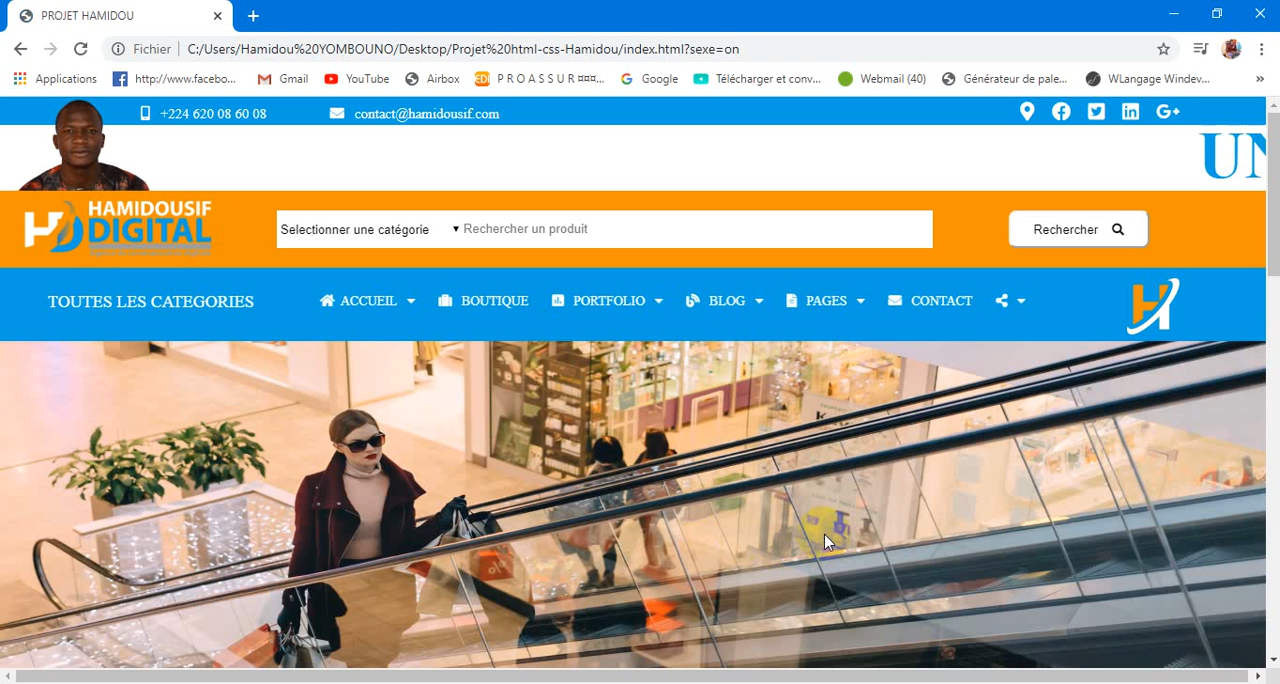 PROJET HAMIDOU
Fichier C:/Users/Hamidou%20YOMBOUNO/Desktop/Projet%20html-css-Hamidou/index.html?sexe=on
Applications http://www.facebo... Gmail YouTube Airbox EDI P R O A S S U R ¤¤¤... Google Télécharger et conv... Webmail (40) Générateur de pale... WLangage Windev... »
+224 620 08 60 08 contact@hamidousif.com
UN
HAMIDOUSIF
DIGITAL
Selectionner une catégorie Rechercher un produit Rechercher
TOUTES LES CATEGORIES ACCUEIL BOUTIQUE PORTFOLIO BLOG PAGES CONTACT